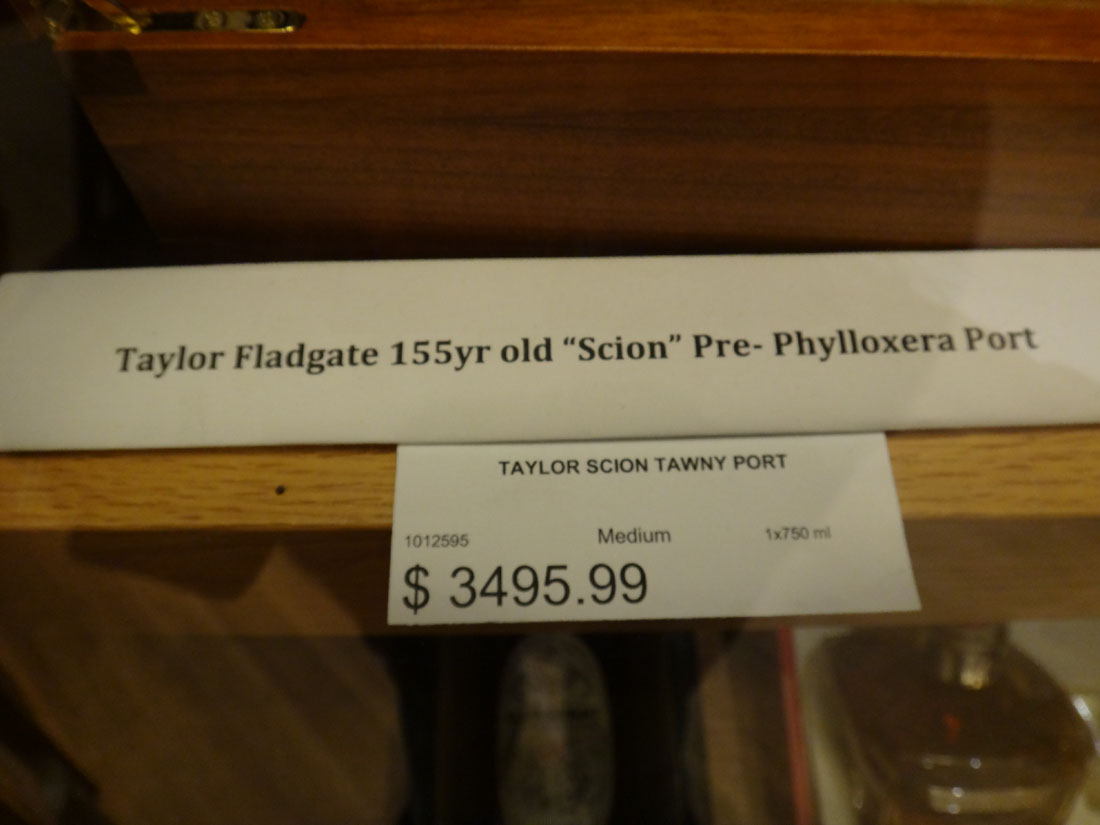 Taylor Fladgate 155yr old “Scion” Pre- Phylloxera Port
TAYLOR SCION TAWNY PORT
1012595 Medium 1x750 ml
$ 3495.99